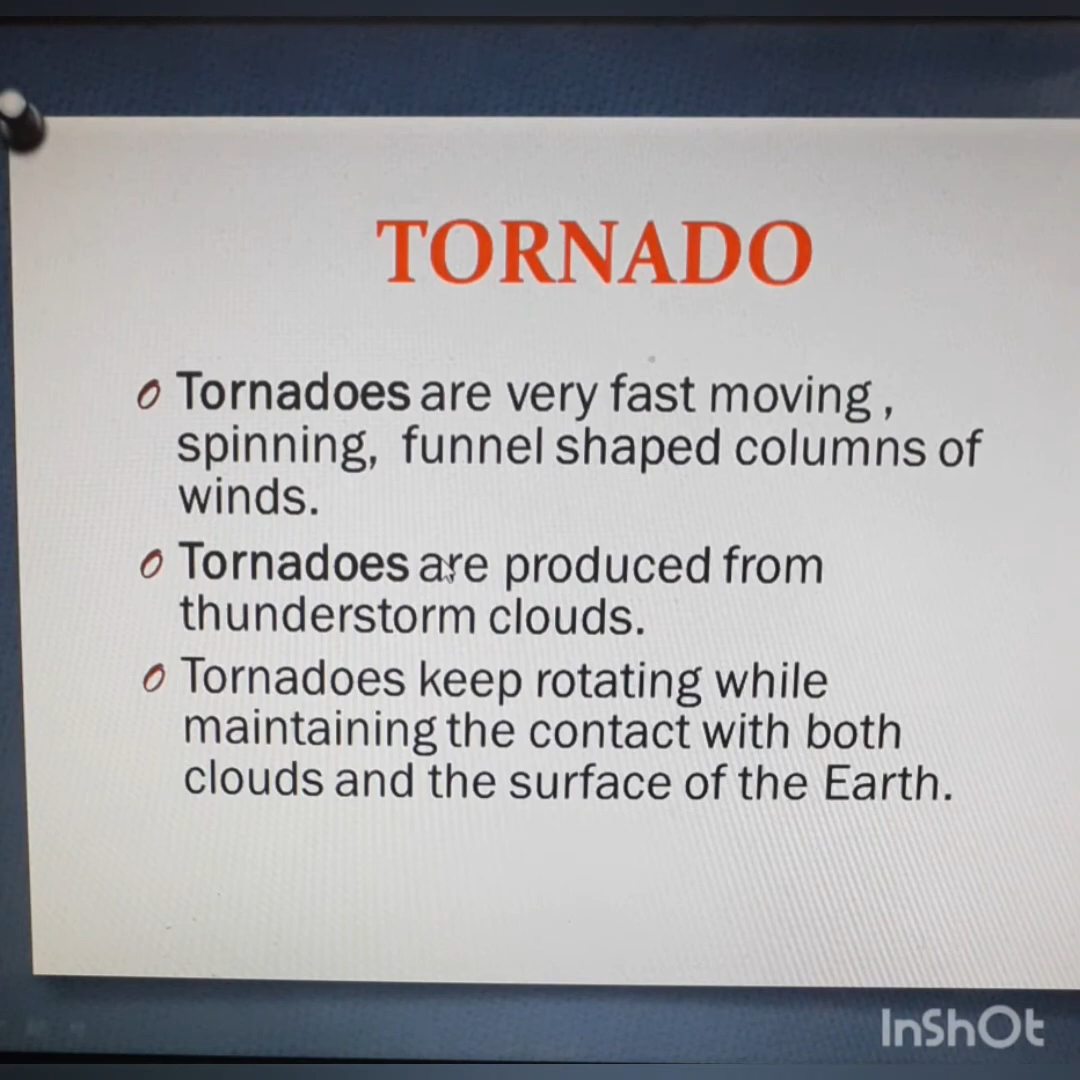 TORNADO
Tornadoes are very fast moving ,
spinning, funnel shaped columns of
winds.
Tornadoes are produced from
thunderstorm clouds.
Tornadoes keep rotating while
maintaining the contact with both
clouds and the surface of the Earth.
InShOt